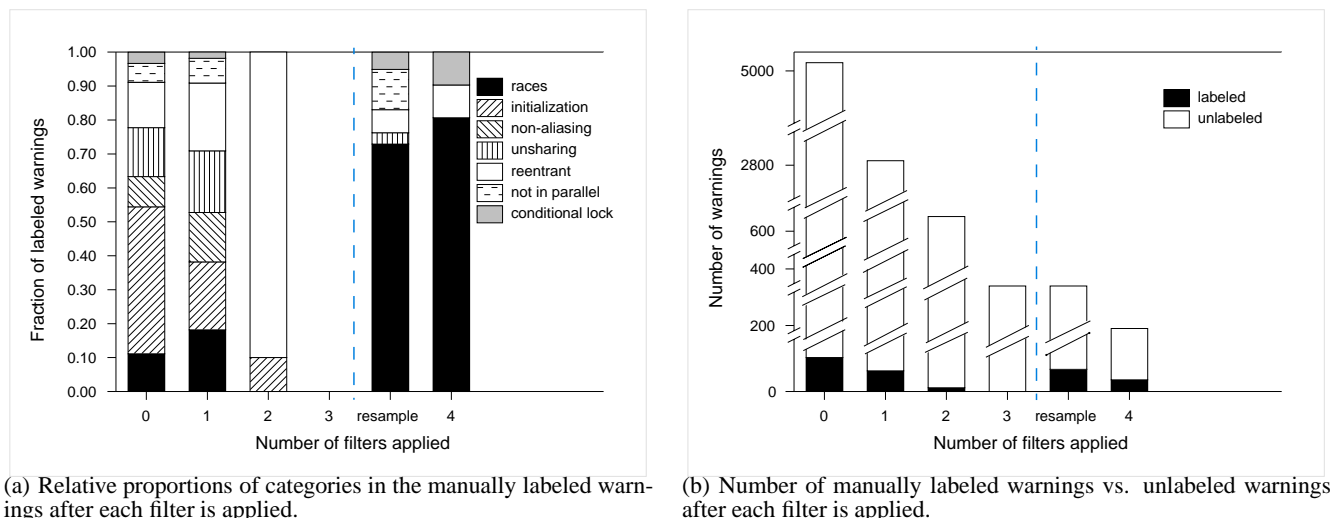 1.00
0.90
0.80
0.70
0.60
0.50
0.40
0.30
0.20
0.10
0.00
Fraction of labeled warnings
races
initialization
non-aliasing
unsharing
reentrant
not in parallel
conditional lock
0 1 2 3 resample 4
Number of filters applied
(a) Relative proportions of categories in the manually labeled warn-
ings after each filter is applied.
5000
2800
600
400
200
0
Number of warnings
labeled
unlabeled
0 1 2 3 resample 4
Number of filters applied
(b) Number of manually labeled warnings vs. unlabeled warnings
after each filter is applied.